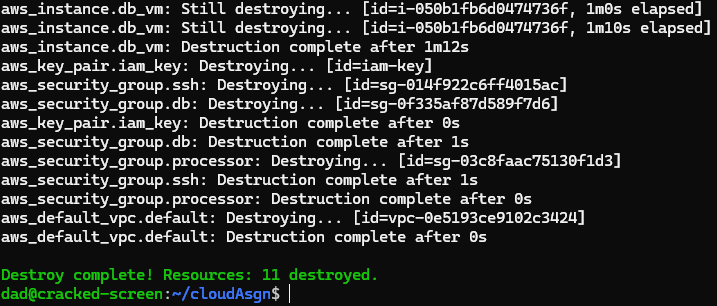 aws_instance.db_vm: Still destroying... [id=i-050b1fb6d0474736f, 1m0s elapsed]
aws_instance.db_vm: Still destroying... [id=i-050b1fb6d0474736f, 1m10s elapsed]
aws_instance.db_vm: Destruction complete after 1m12s
aws_key_pair.iam_key: Destroying... [id=iam-key]
aws_security_group.ssh: Destroying... [id=sg-014f922c6ff4015ac]
aws_security_group.db: Destroying... [id=sg-0f335af87d589f7d6]
aws_key_pair.iam_key: Destruction complete after 0s
aws_security_group.db: Destruction complete after 1s
aws_security_group.processor: Destroying... [id=sg-03c8faac75130f1d3]
aws_security_group.ssh: Destruction complete after 1s
aws_security_group.processor: Destruction complete after 0s
aws_default_vpc.default: Destroying... [id=vpc-0e5193ce9102c3424]
aws_default_vpc.default: Destruction complete after 0s
Destroy complete! Resources: 11 destroyed.
dad@cracked-screen:~/cloudAsgn$